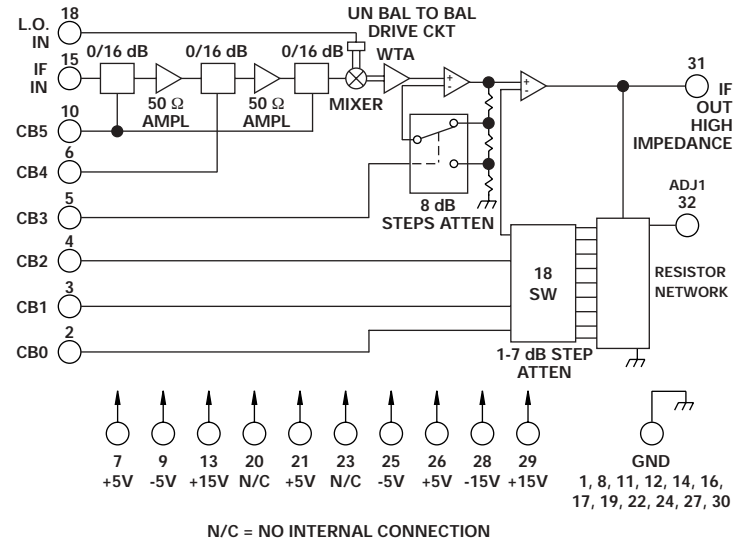 L.O.
IN
18
UN BAL TO BAL
DRIVE CKT
IF
IN
15
0/16 dB
0/16 dB
0/16 dB
WTA
50 Ω
AMPL
50 Ω
AMPL
MIXER
+
-
+
-
31
IF
OUT
HIGH
IMPEDANCE
CB5
10
CB4
6
CB3
5
8 dB
STEPS ATTEN
ADJ1
32
CB2
4
18
SW
RESISTOR
NETWORK
CB1
3
CB0
2
1-7 dB STEP
ATTEN
7
+5V
9
-5V
13
+15V
20
N/C
21
+5V
23
N/C
25
-5V
26
+5V
28
-15V
29
+15V
GND
1, 8, 11, 12, 14, 16,
17, 19, 22, 24, 27, 30
N/C = NO INTERNAL CONNECTION